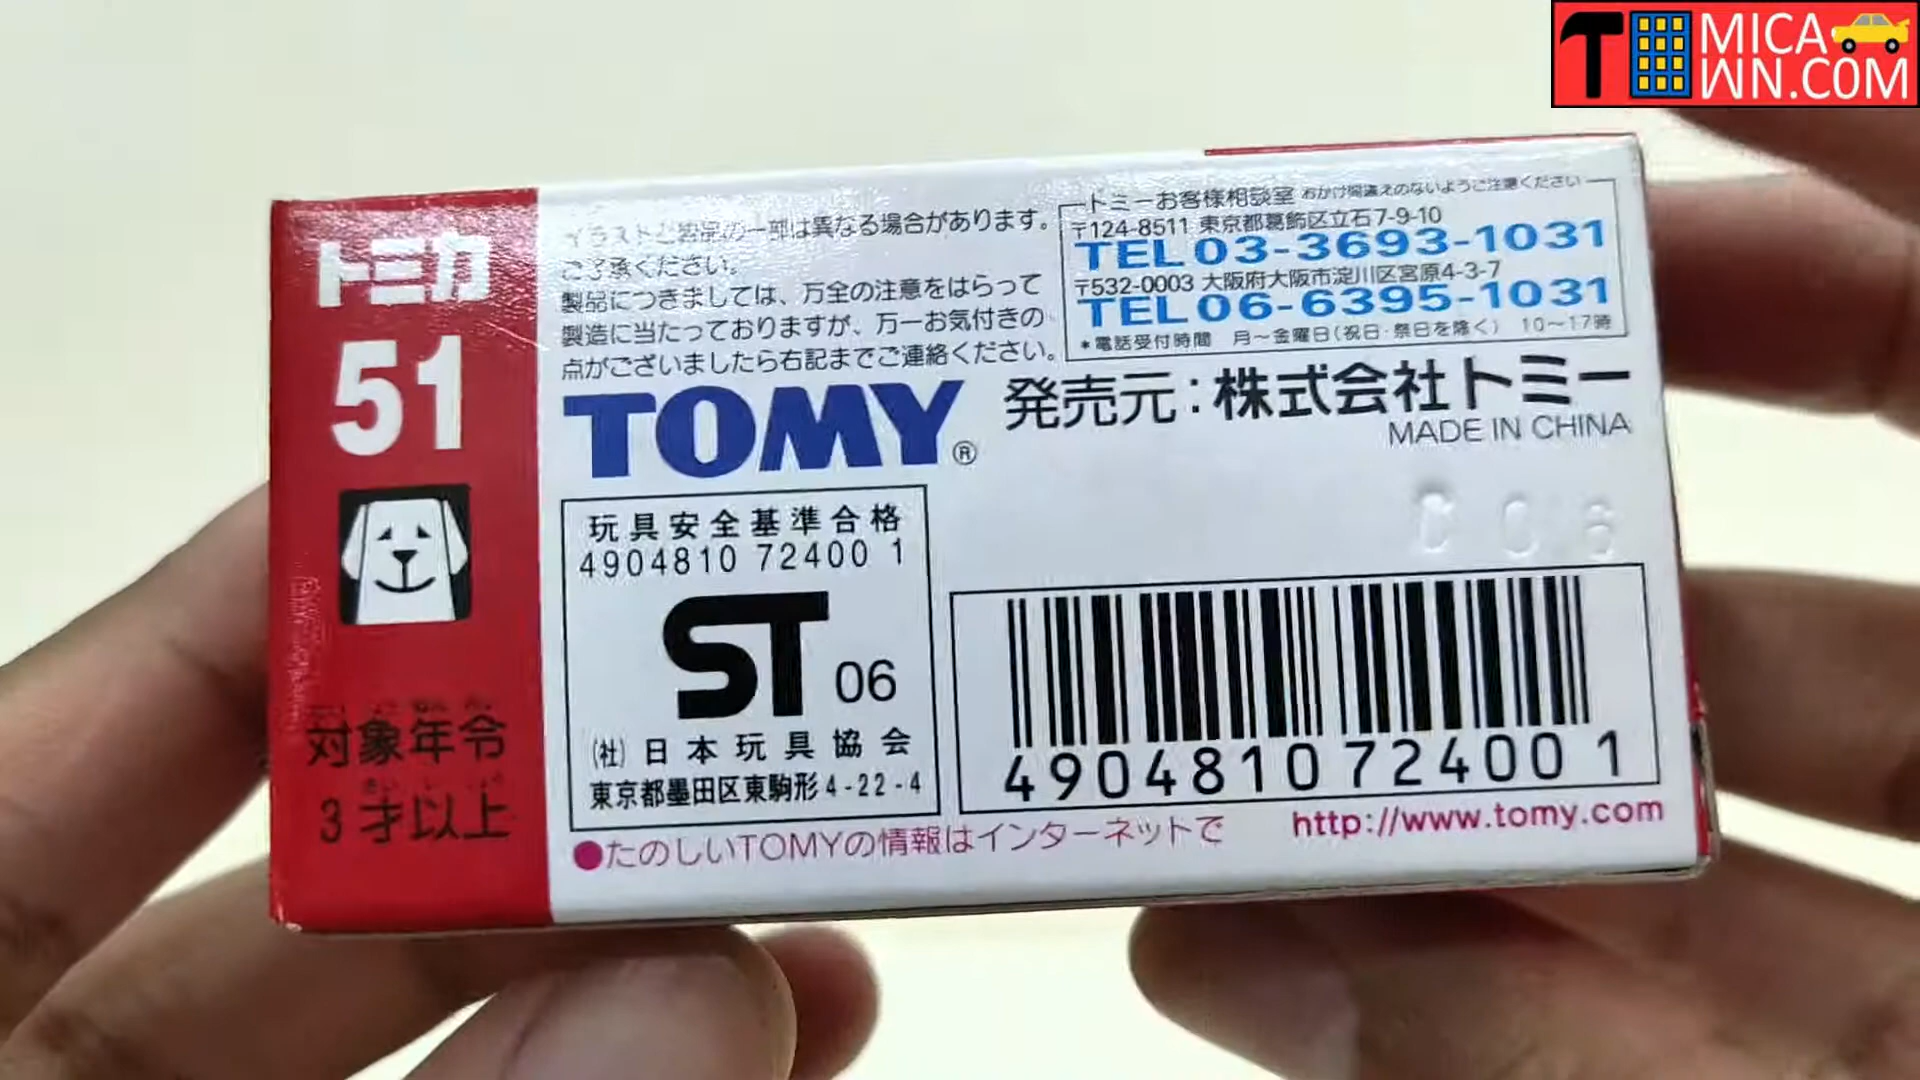 TOMICA
TOWN.COM
トミカ
51
対象年令
3才以上
イラストと製品の一部は異なる場合があります。
ご了承ください。
製品につきましては、万全の注意をはらって
製造に当たっておりますが、万一お気付きの
点がございましたら右記までご連絡ください。
トミーお客様相談室 おかけ間違えのないようご注意ください
〒124-8511 東京都葛飾区立石7-9-10
TEL03-3693-1031
〒532-0003 大阪府大阪市淀川区宮原4-3-7
TEL06-6395-1031
*電話受付時間 月～金曜日(祝日・祭日を除く) 10～17時
TOMY®
発売元:株式会社トミー
MADE IN CHINA
玩具安全基準合格
4904810 72400 1
ST 06
(社)日本玩具協会
東京都墨田区東駒形4-22-4
4904810724001
●たのしいTOMYの情報はインターネットで http://www.tomy.com